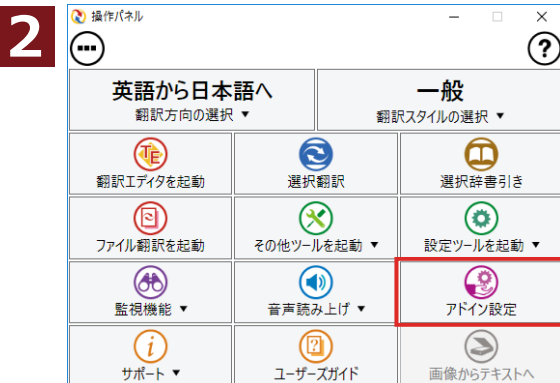 2
操作パネル
?
英語から日本語へ
翻訳方向の選択 ▼
一般
翻訳スタイルの選択 ▼
TE
翻訳エディタを起動
選択翻訳
選択辞書引き
ファイル翻訳を起動
その他ツールを起動 ▼
設定ツールを起動 ▼
監視機能 ▼
音声読み上げ ▼
アドイン設定
i
サポート ▼
?
ユーザーズガイド
画像からテキストへ